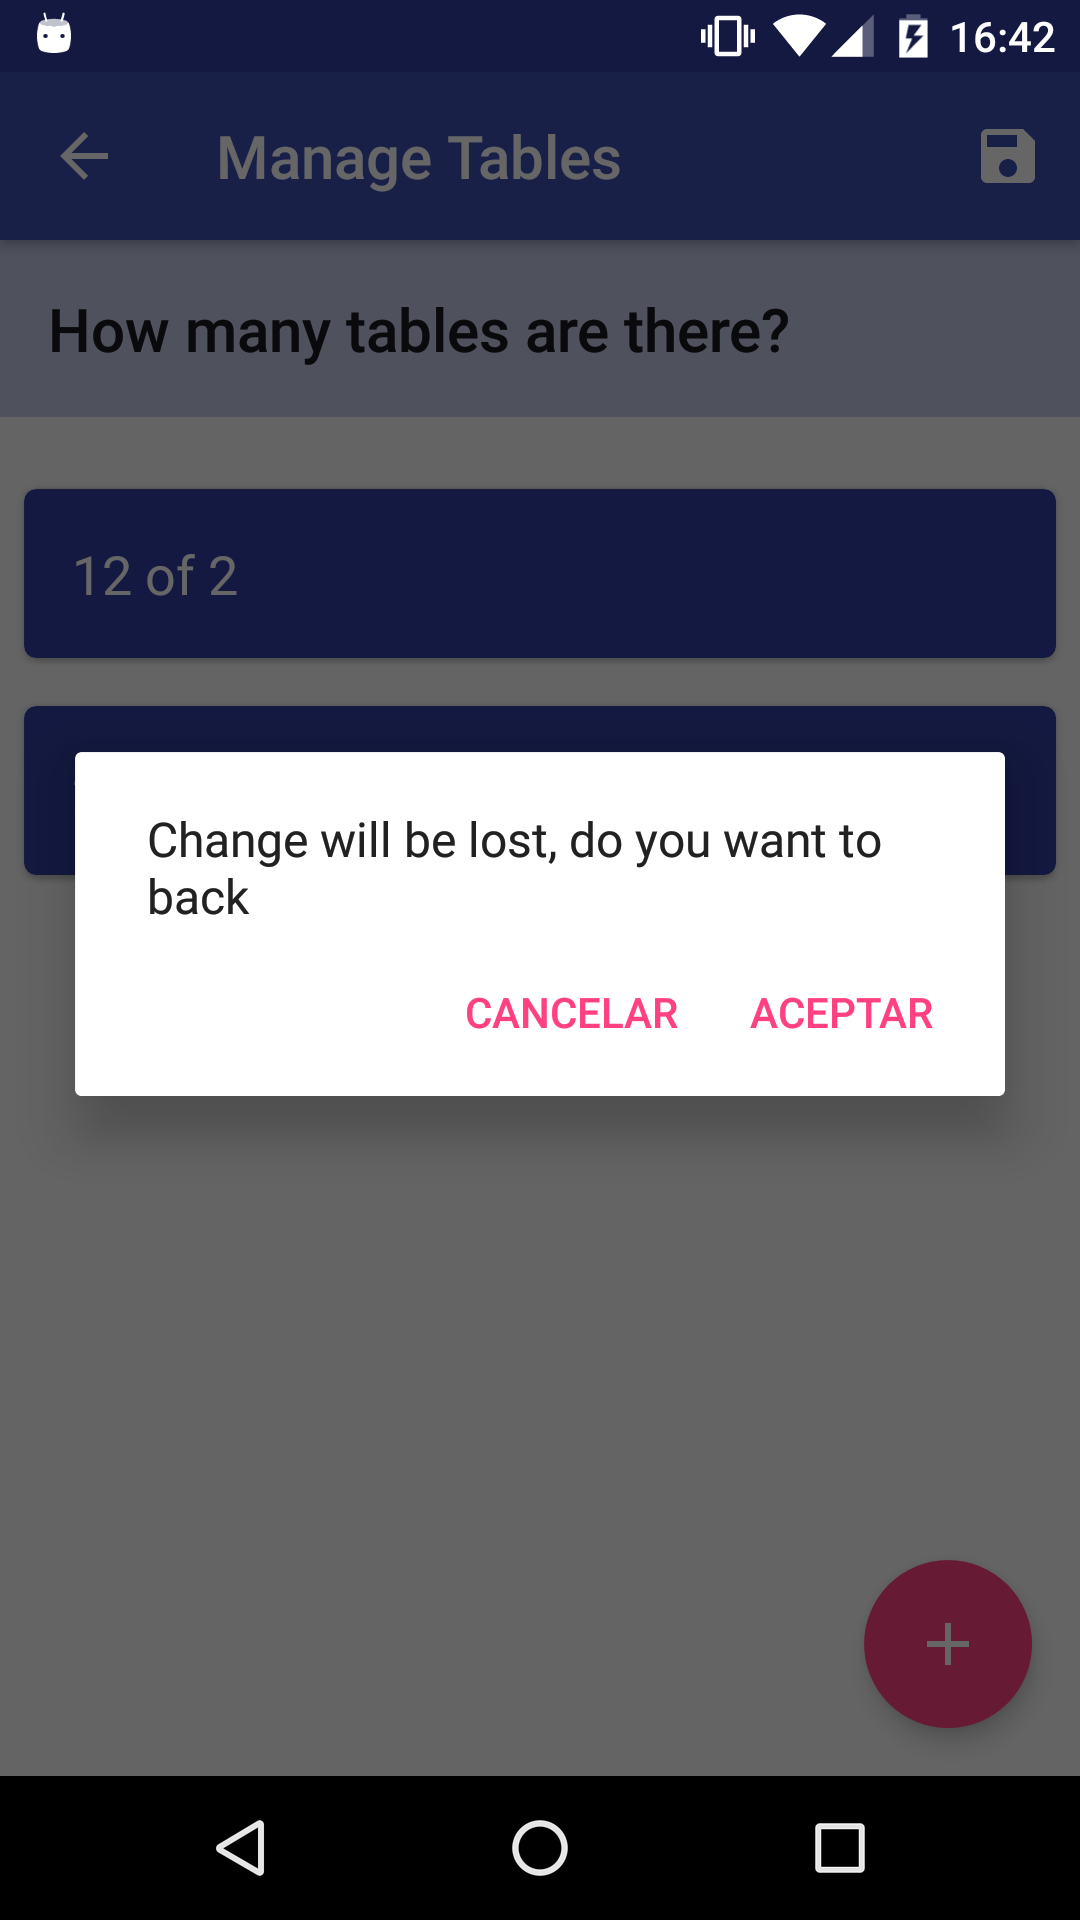 16:42
Manage Tables
How many tables are there?
12 of 2
Change will be lost, do you want to
back
CANCELAR ACEPTAR